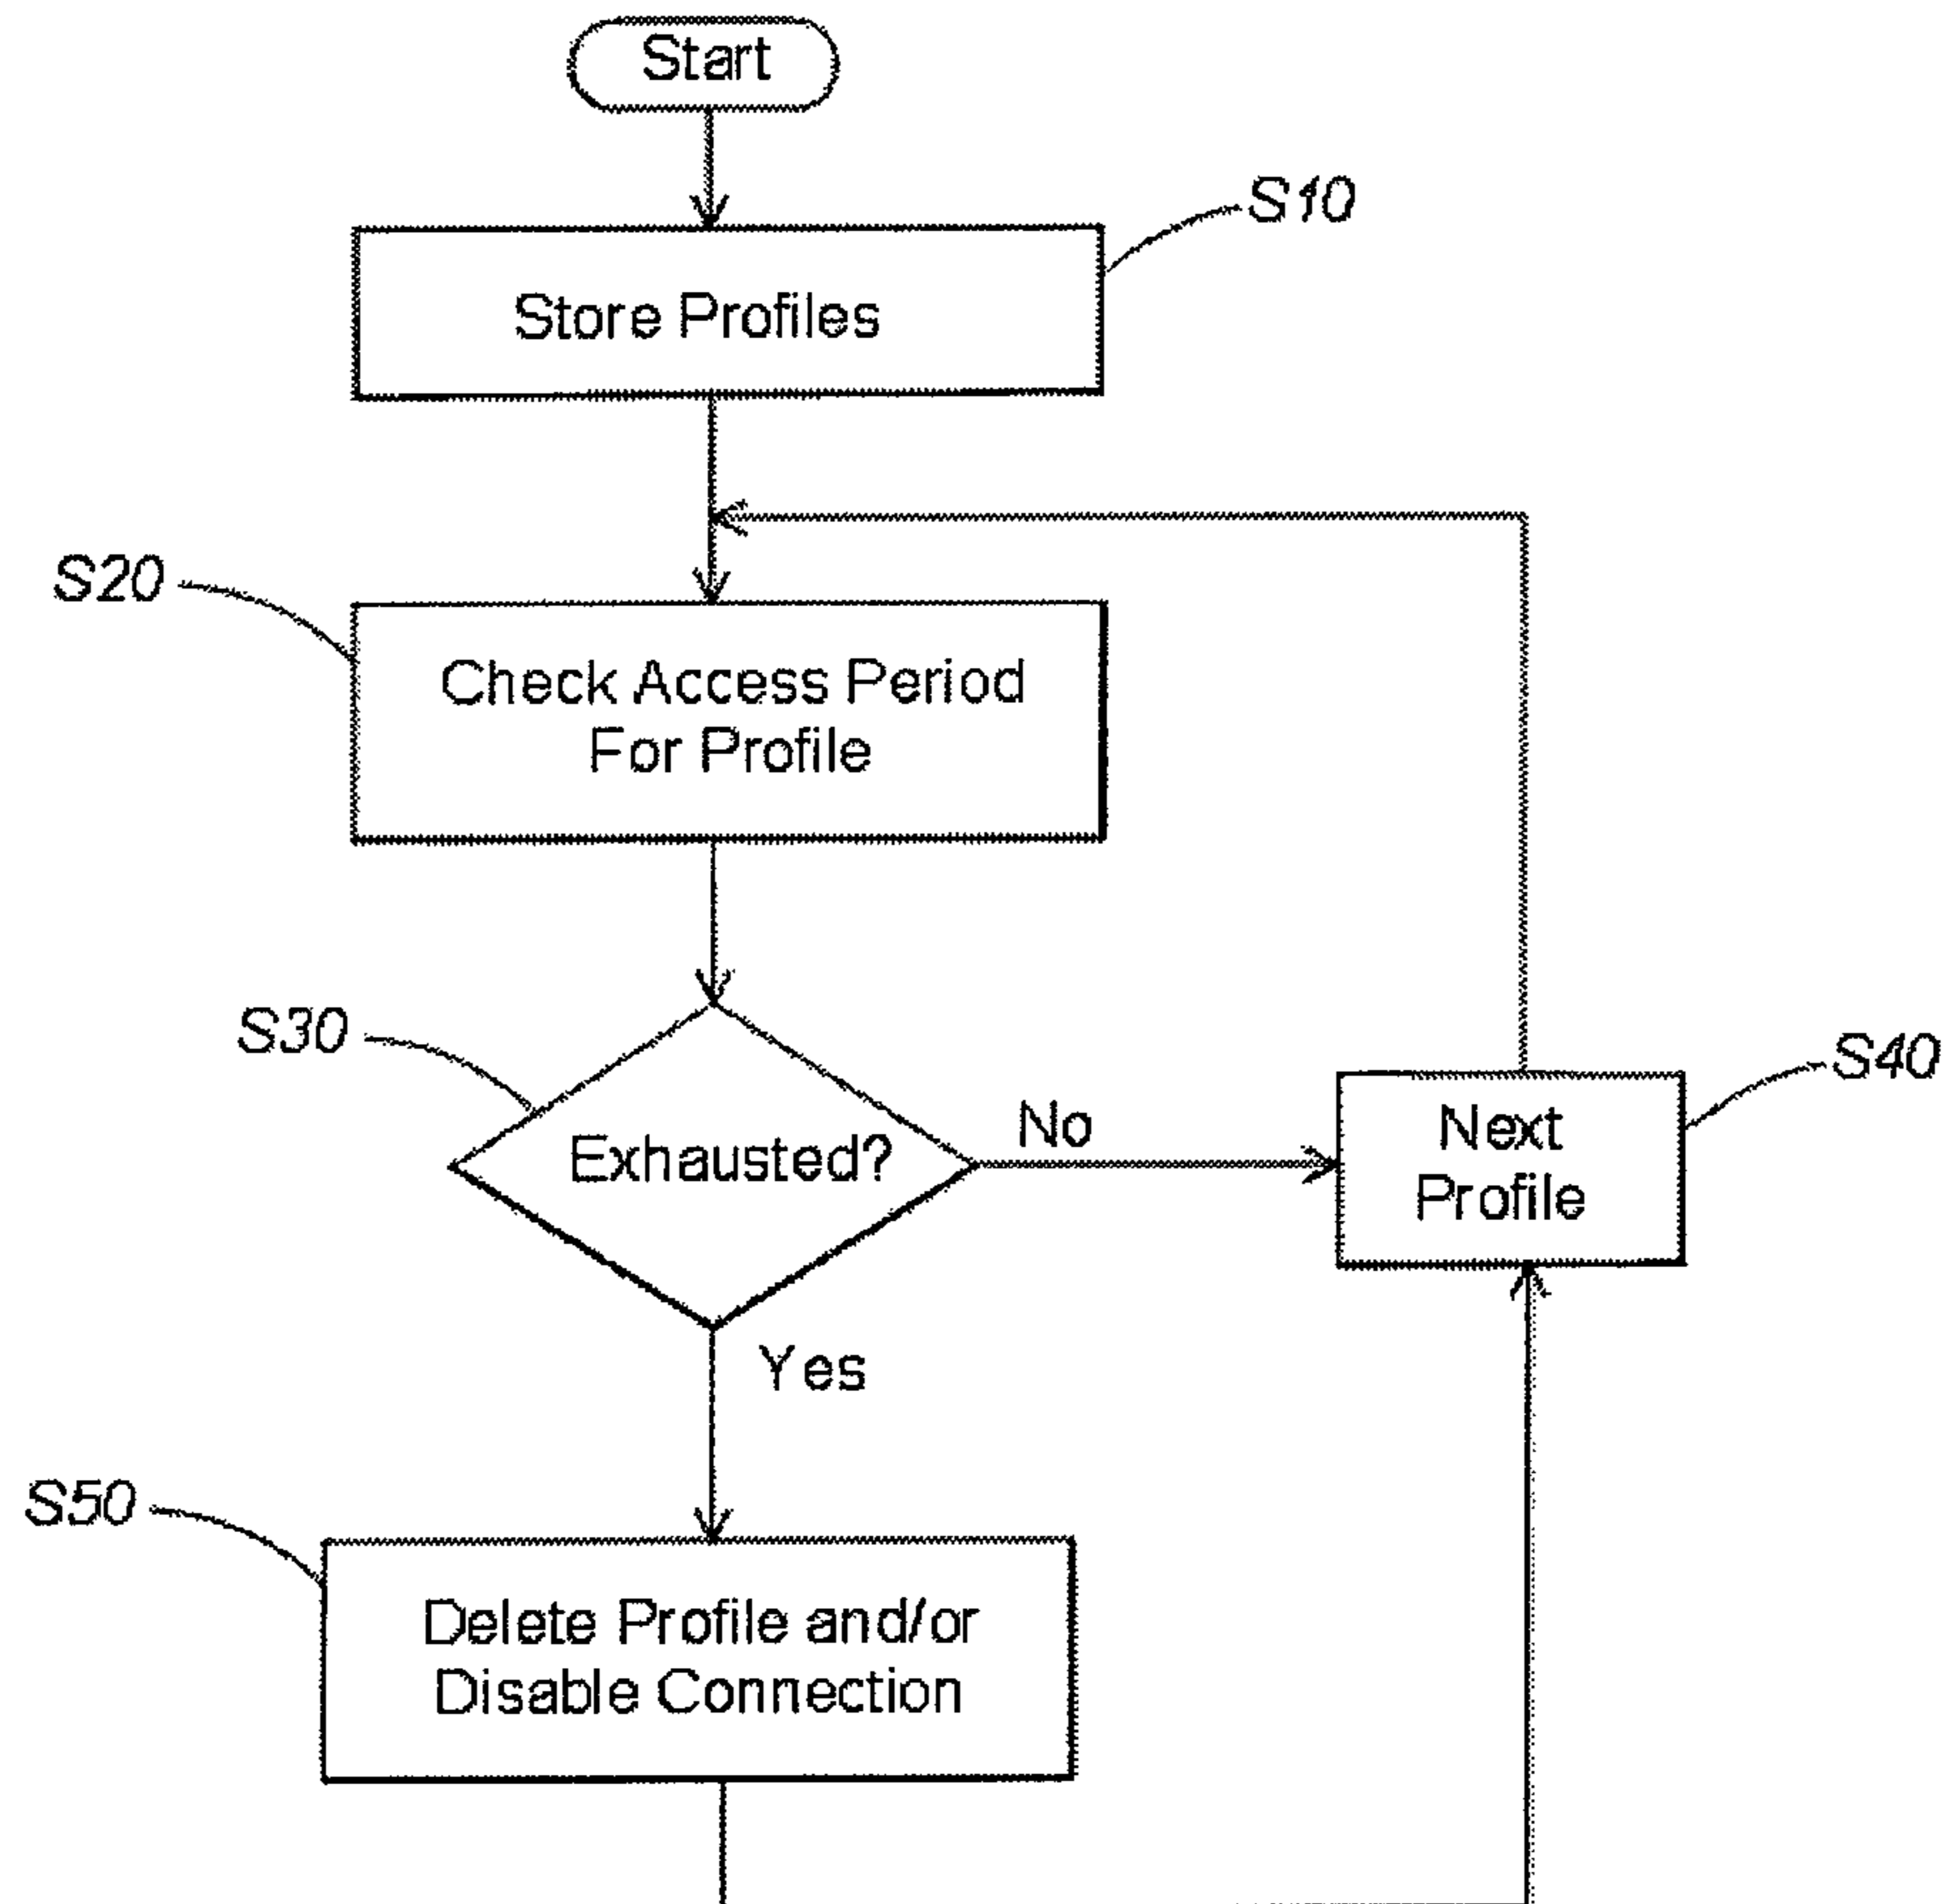 Start
S10
Store Profiles
S20
Check Access Period
For Profile
S30
Exhausted?
No
S40
Next
Profile
Yes
S50
Delete Profile and/or
Disable Connection